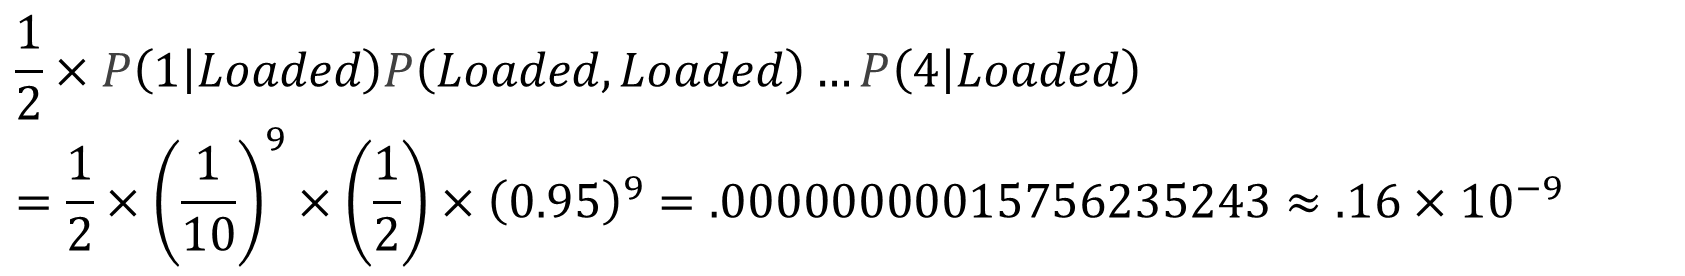 1/2 × P(1|Loaded)P(Loaded, Loaded) … P(4|Loaded)
= 1/2 × (1/10)^9 × (1/2) × (0.95)^9 = .00000000015756235243 ≈ .16 × 10^−9